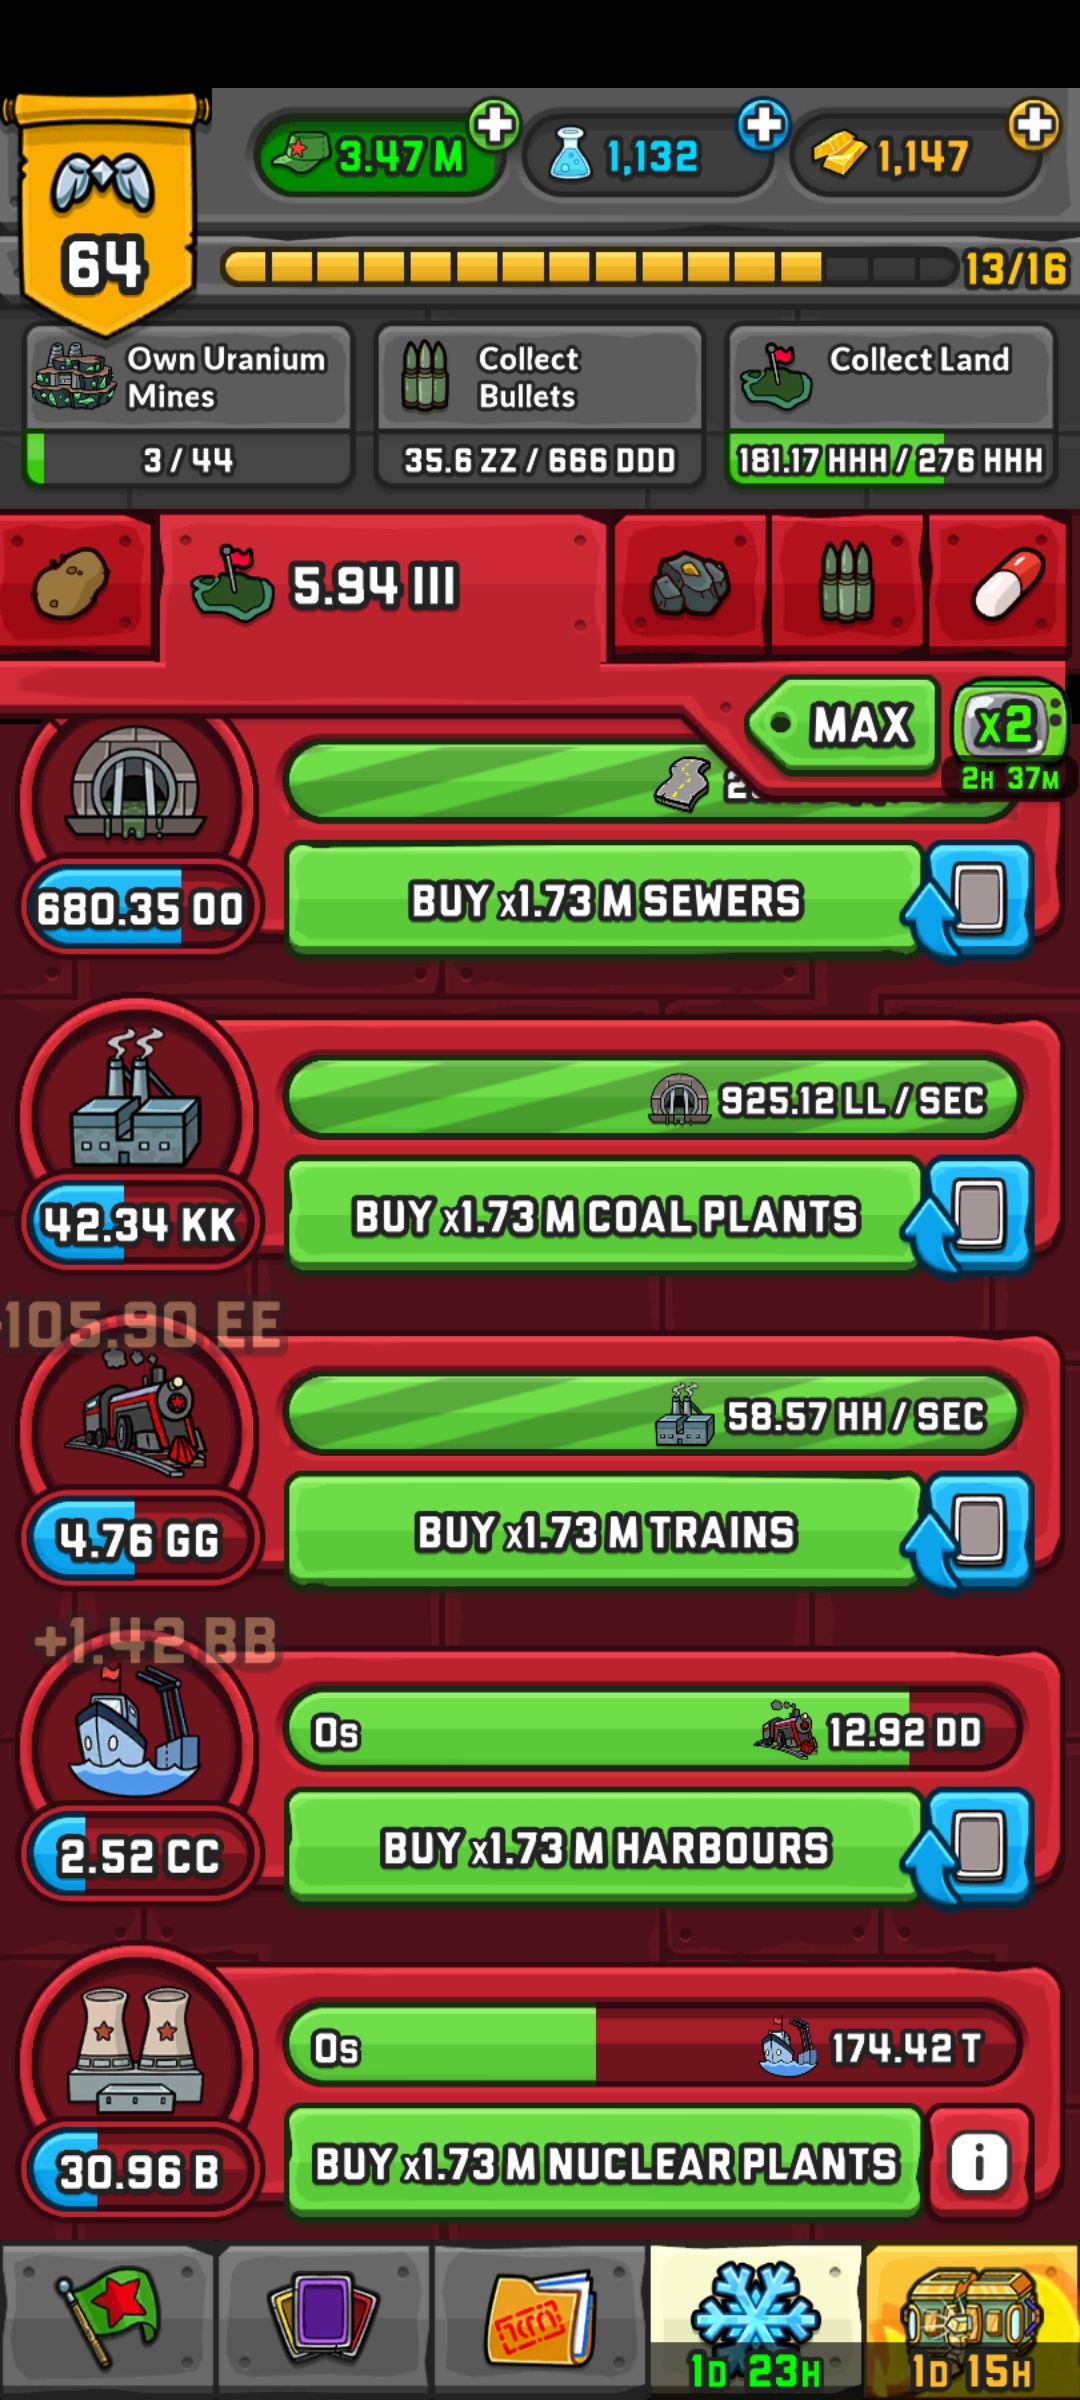 64
3.47 M
1,132
1,147
13/16
Own Uranium
Mines
3 / 44
Collect
Bullets
35.6 ZZ / 666 DDD
Collect Land
181.17 HHH / 276 HHH
5.94 III
MAX
x2
2H 37M
680.35 OO
BUY x1.73 M SEWERS
925.12 LL / SEC
42.34 KK
BUY x1.73 M COAL PLANTS
105.90 EE
58.57 HH / SEC
4.76 GG
BUY x1.73 M TRAINS
+1.42 BB
0s
12.92 DD
2.52 CC
BUY x1.73 M HARBOURS
0s
174.42 T
30.96 B
BUY x1.73 M NUCLEAR PLANTS
i
1D 23H
1D 15H